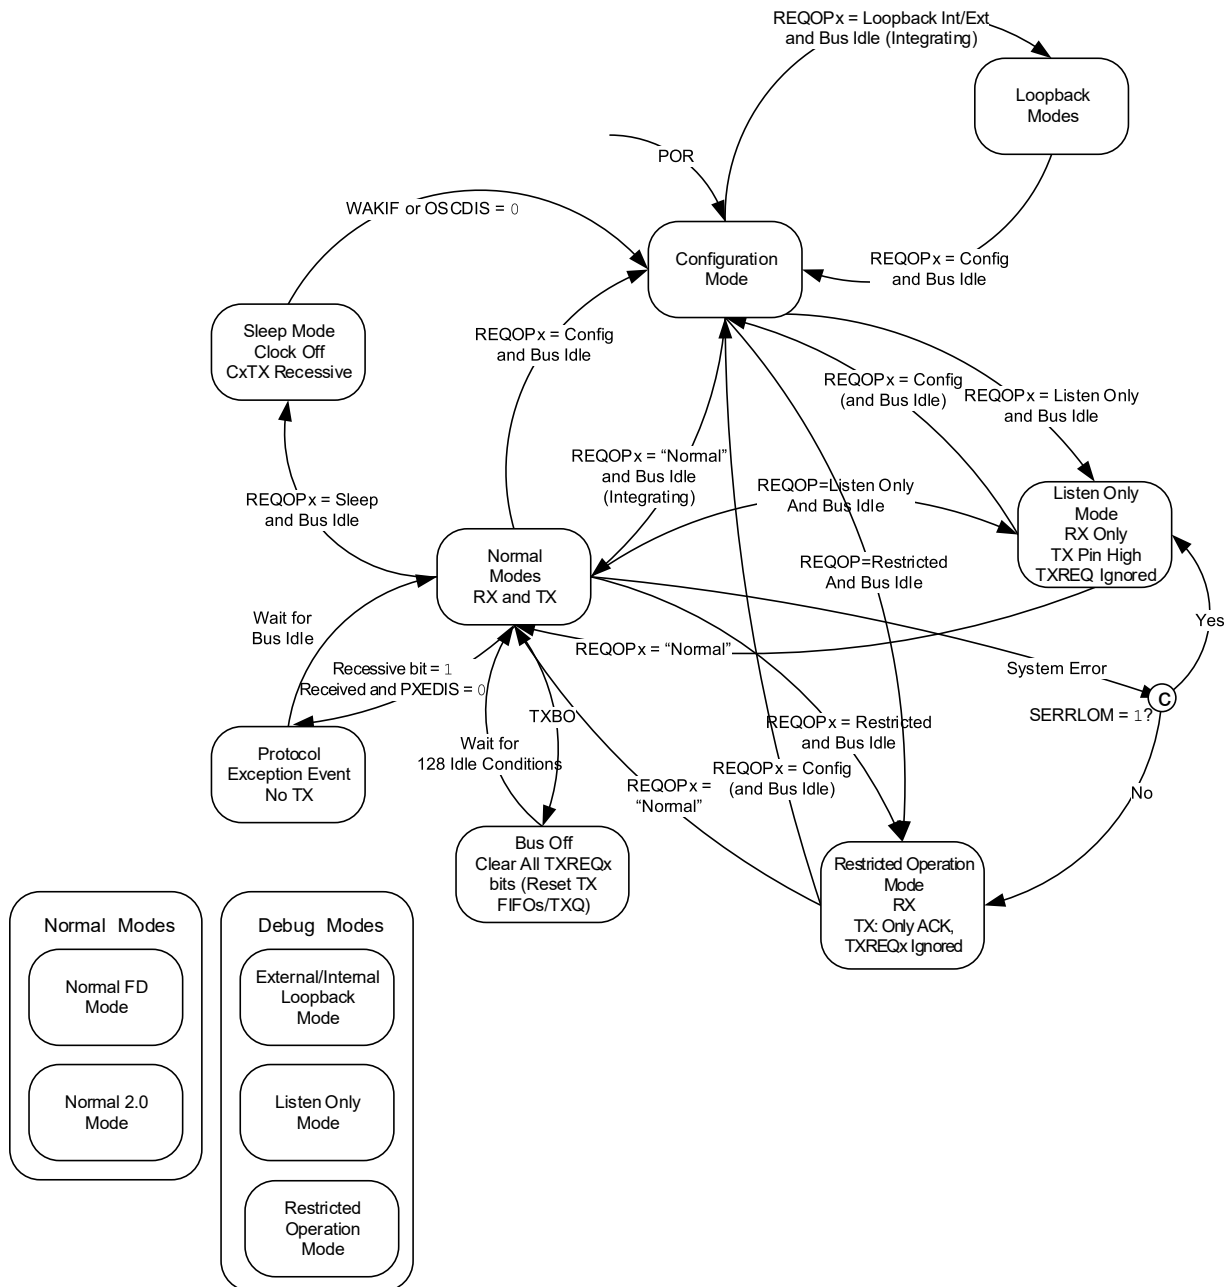 REQOPx = Loopback Int/Ext
and Bus Idle (Integrating)
Loopback
Modes
POR
WAKIF or OSCDIS = 0
Configuration
Mode
REQOPx = Config
and Bus Idle
Sleep Mode
Clock Off
CxTX Recessive
REQOPx = Config
and Bus Idle
REQOPx = Config
(and Bus Idle)
REQOPx = Listen Only
and Bus Idle
REQOPx = “Normal”
and Bus Idle
(Integrating)
REQOP=Listen Only
And Bus Idle
REQOPx = Sleep
and Bus Idle
Listen Only
Mode
RX Only
TX Pin High
TXREQ Ignored
Normal
Modes
RX and TX
REQOP=Restricted
And Bus Idle
Wait for
Bus Idle
Yes
REQOPx = “Normal”
Recessive bit = 1
Received and PXEDIS = 0
System Error
C
SERRLOM = 1?
TXBO
REQOPx = Restricted
and Bus Idle
Wait for
128 Idle Conditions
Protocol
Exception Event
No TX
REQOPx = Config
(and Bus Idle)
REQOPx =
“Normal”
No
Bus Off
Clear All TXREQx
bits (Reset TX
FIFOs/TXQ)
Restricted Operation
Mode
RX
TX: Only ACK,
TXREQx Ignored
Normal Modes
Normal FD
Mode
Normal 2.0
Mode
Debug Modes
External/Internal
Loopback
Mode
Listen Only
Mode
Restricted
Operation
Mode